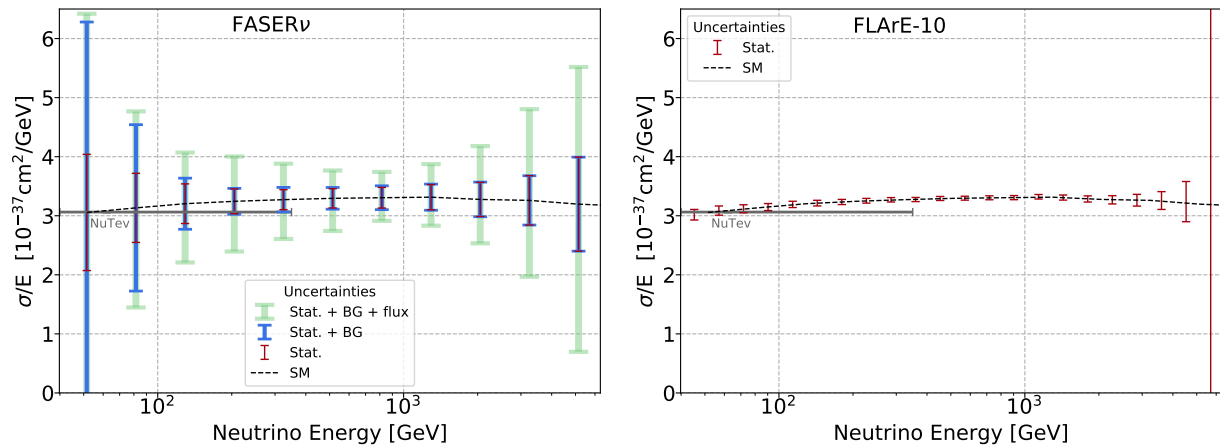 FASERν
6
5
4
3
2
1
0
σ/E [10⁻³⁷cm²/GeV]
NuTev
Uncertainties
Stat. + BG + flux
Stat. + BG
Stat.
SM
10²
10³
Neutrino Energy [GeV]
FLArE-10
Uncertainties
Stat.
SM
6
5
4
3
2
1
0
σ/E [10⁻³⁷cm²/GeV]
NuTev
10²
10³
Neutrino Energy [GeV]